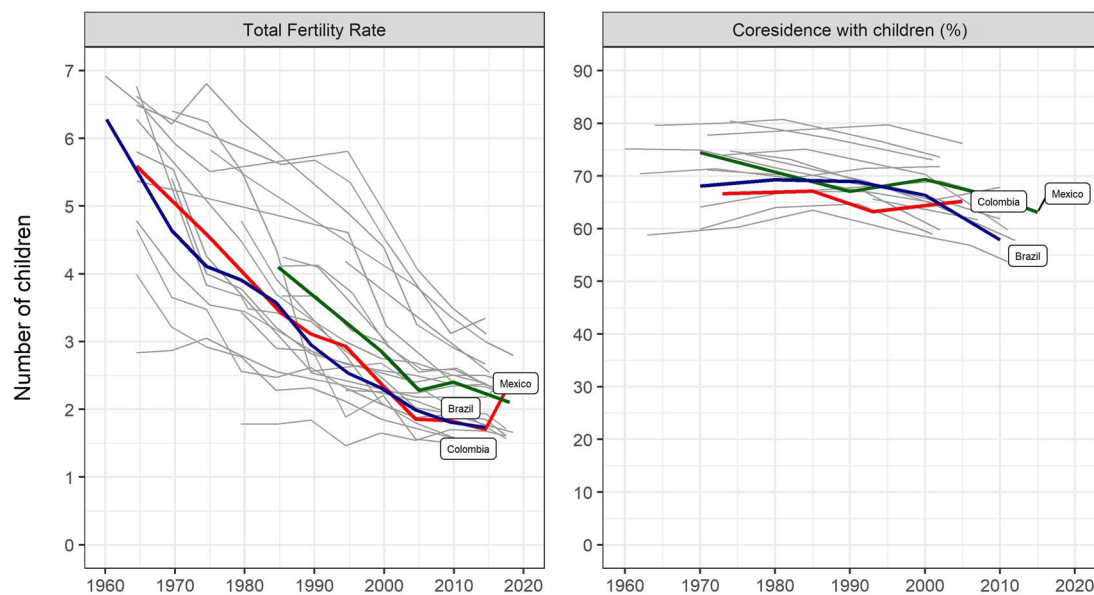 Total Fertility Rate
Coresidence with children (%)
Number of children
7
6
5
4
3
2
1
0
Mexico
Brazil
Colombia
1960 1970 1980 1990 2000 2010 2020
90
80
70
60
50
40
30
20
10
0
Mexico
Colombia
Brazil
1960 1970 1980 1990 2000 2010 2020